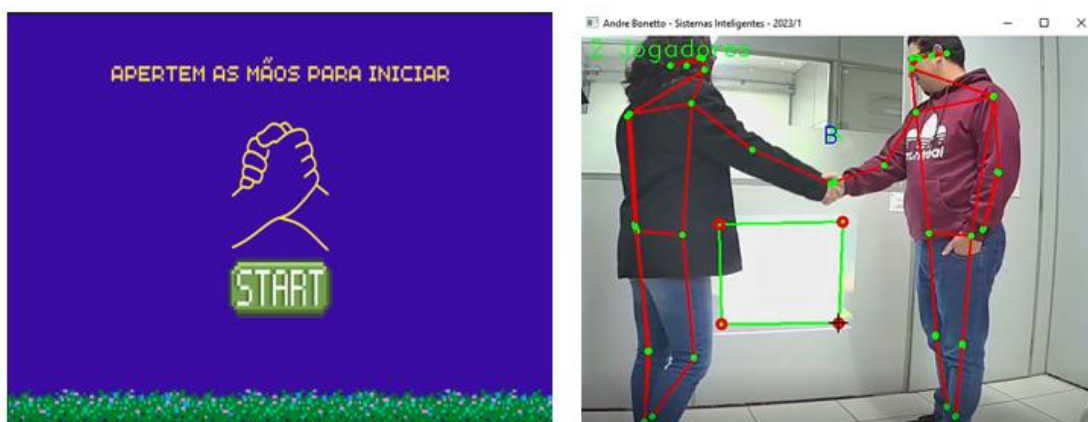 APERTEM AS MÃOS PARA INICIAR
START
Andre Bonetto - Sistemas Inteligentes - 2023/1
2 jogadores
B